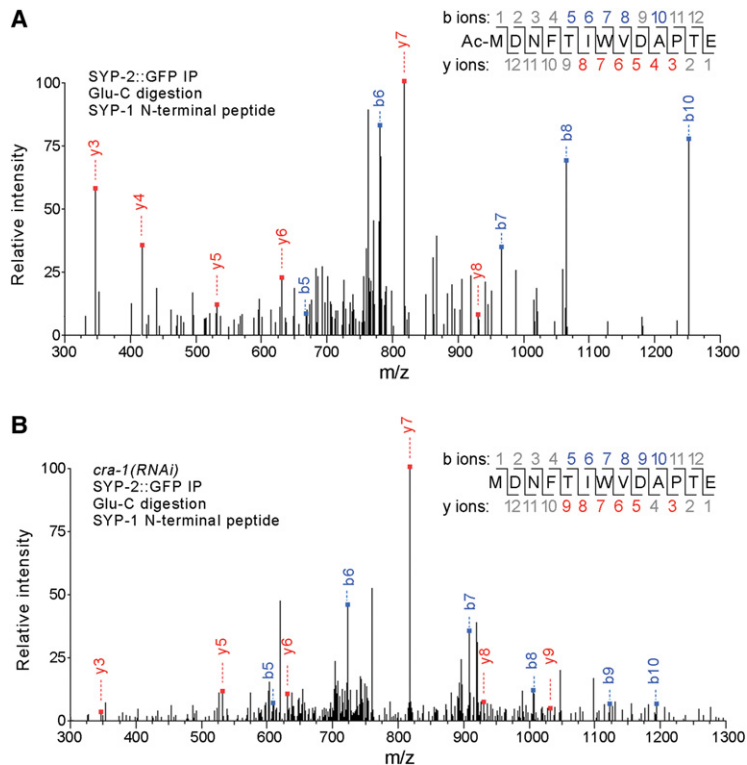 A
b ions: 1 2 3 4 5 6 7 8 9 10 11 12
Ac-M D N F T I W V D A P T E
y ions: 12 11 10 9 8 7 6 5 4 3 2 1
SYP-2::GFP IP
Glu-C digestion
SYP-1 N-terminal peptide
y3
y4
y5
y6
b5
b6
y7
y8
b7
b8
b10
Relative intensity
100
75
50
25
0
300 400 500 600 700 800 900 1000 1100 1200 1300
m/z
B
b ions: 1 2 3 4 5 6 7 8 9 10 11 12
M D N F T I W V D A P T E
y ions: 12 11 10 9 8 7 6 5 4 3 2 1
cra-1(RNAi)
SYP-2::GFP IP
Glu-C digestion
SYP-1 N-terminal peptide
y3
y5
b5
y6
b6
y7
b7
y8
b8
y9
b9
b10
Relative intensity
100
75
50
25
0
300 400 500 600 700 800 900 1000 1100 1200 1300
m/z